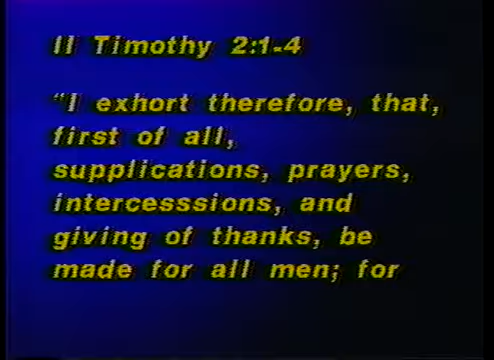 II Timothy 2:1-4
"I exhort therefore, that,
first of all,
supplications, prayers,
intercesssions, and
giving of thanks, be
made for all men; for